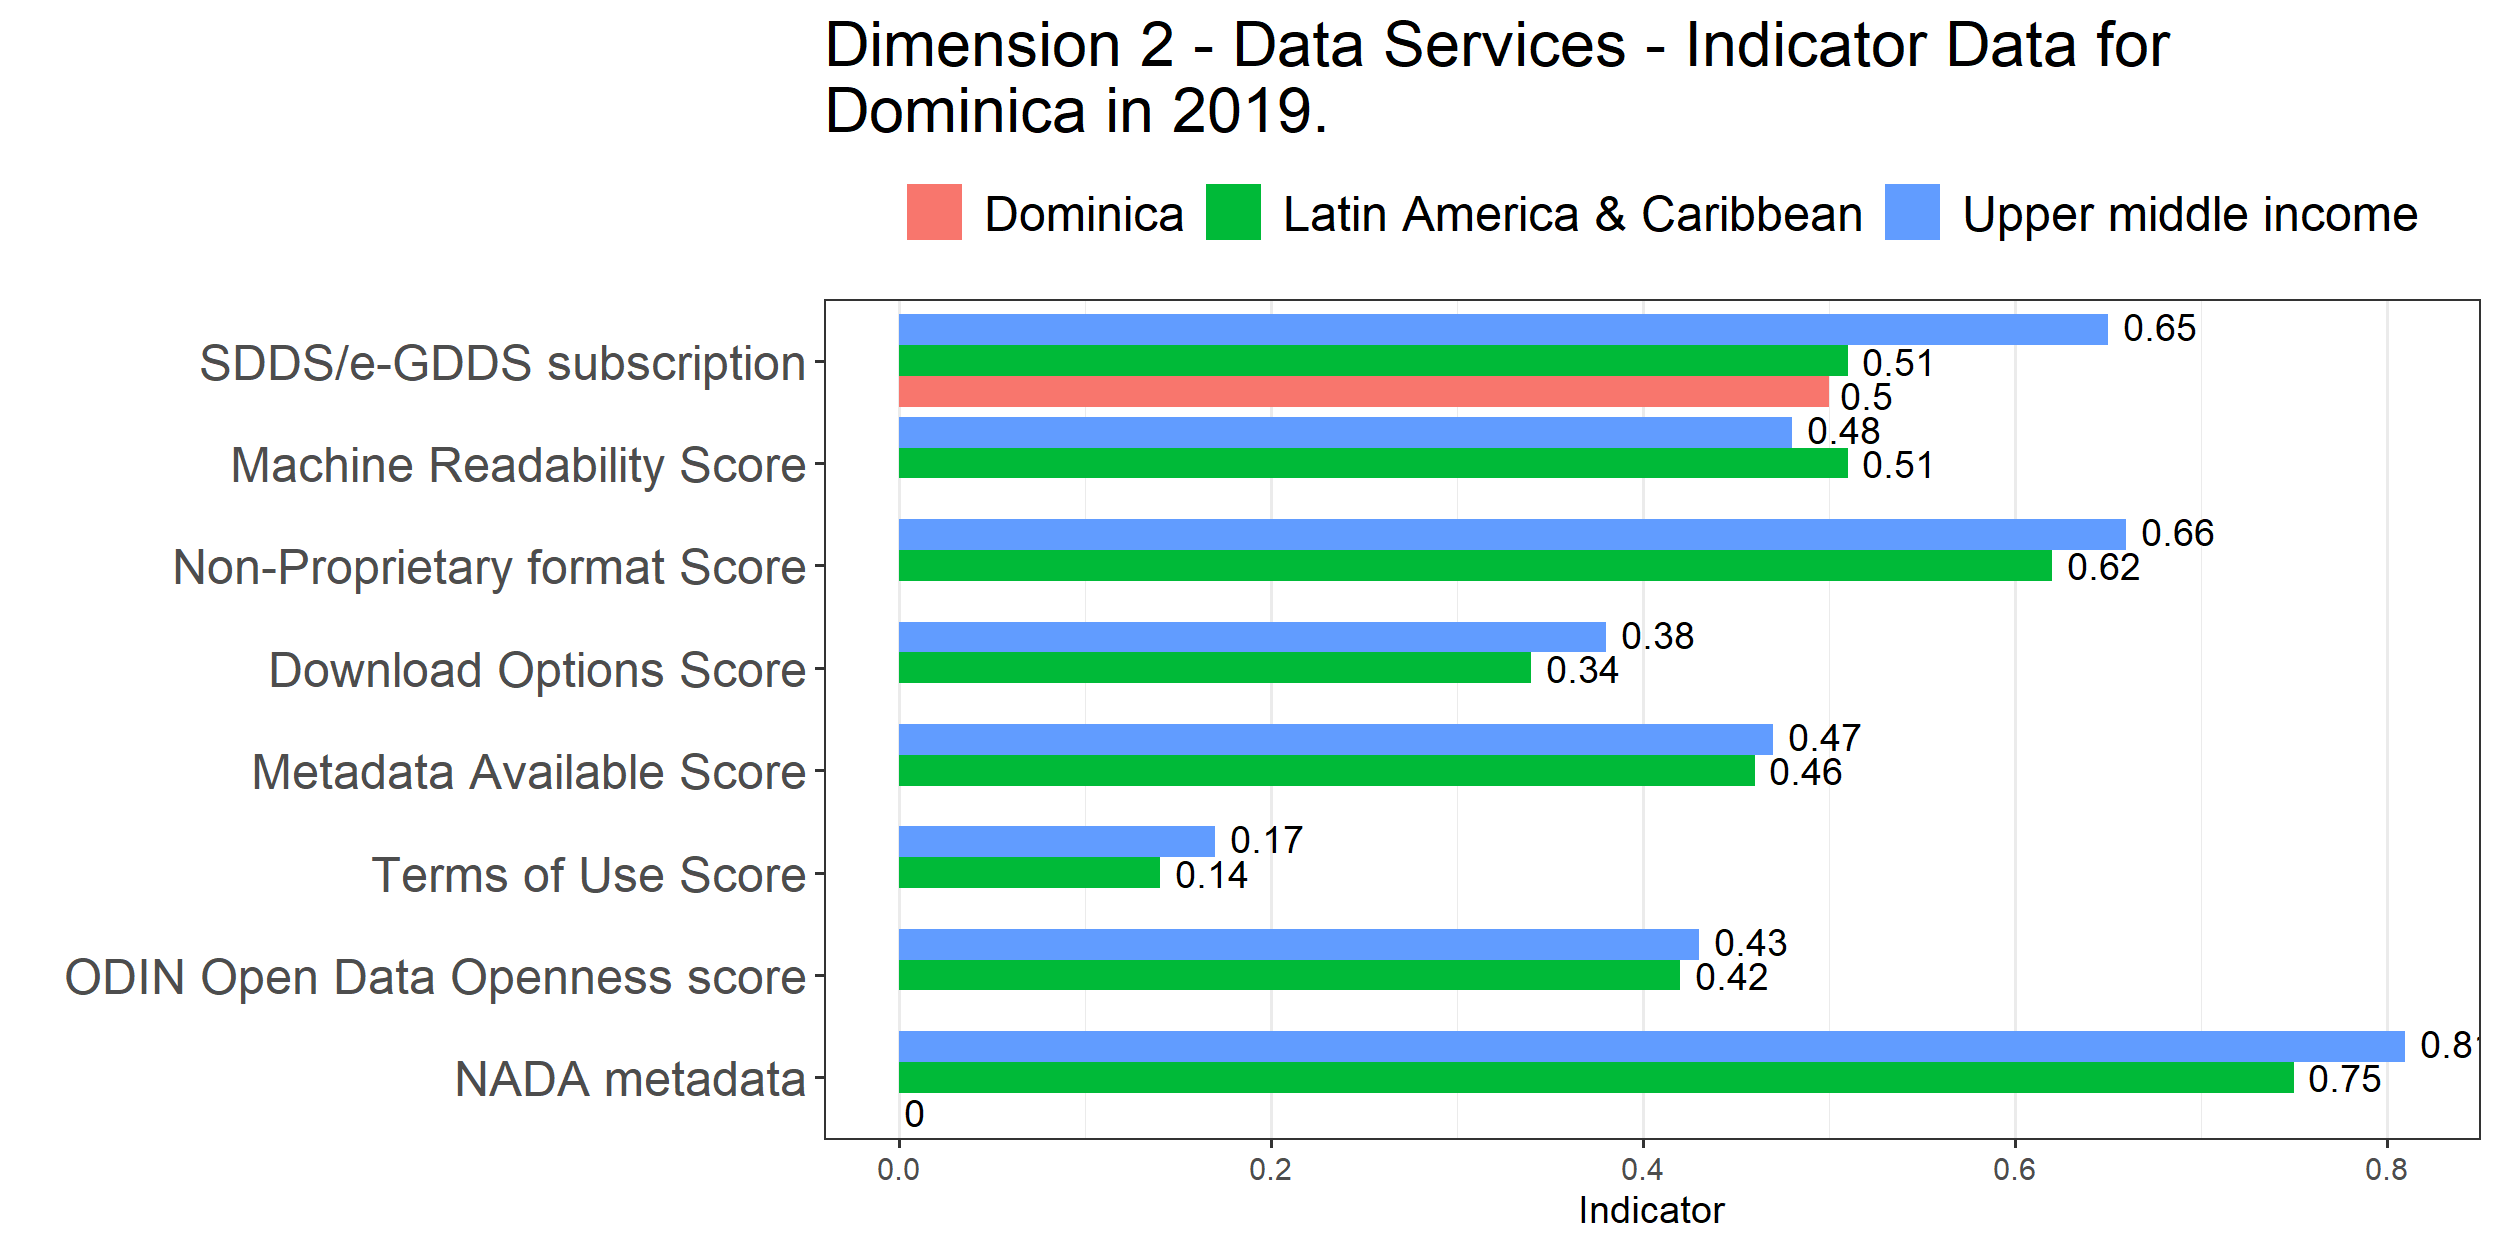 Dimension 2 - Data Services - Indicator Data for
Dominica in 2019.
Dominica Latin America & Caribbean Upper middle income
SDDS/e-GDDS subscription
0.65
0.51
0.5
Machine Readability Score
0.48
0.51
Non-Proprietary format Score
0.66
0.62
Download Options Score
0.38
0.34
Metadata Available Score
0.47
0.46
Terms of Use Score
0.17
0.14
ODIN Open Data Openness score
0.43
0.42
NADA metadata
0.81
0.75
0
0.0 0.2 0.4 0.6 0.8
Indicator